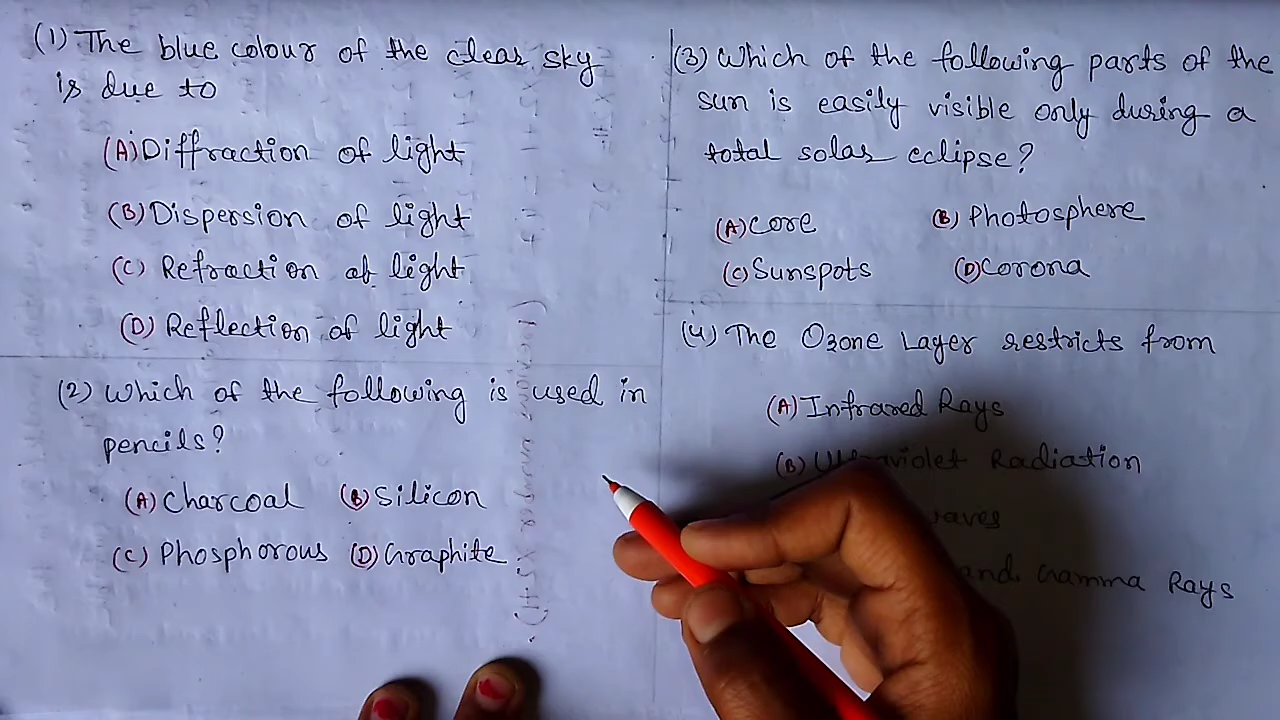 (1) The blue colour of the clear sky
is due to
(A) Diffraction of light
(B) Dispersion of light
(C) Refraction of light
(D) Reflection of light
(2) Which of the following is used in
pencils?
(A) Charcoal (B) Silicon
(C) Phosphorous (D) Graphite
(3) Which of the following parts of the
sun is easily visible only during a
total solar eclipse?
(A) Core (B) Photosphere
(C) Sunspots (D) Corona
(4) The Ozone Layer restricts from
(A) Infrared Rays
(B) Ultraviolet Radiation
and Gamma Rays